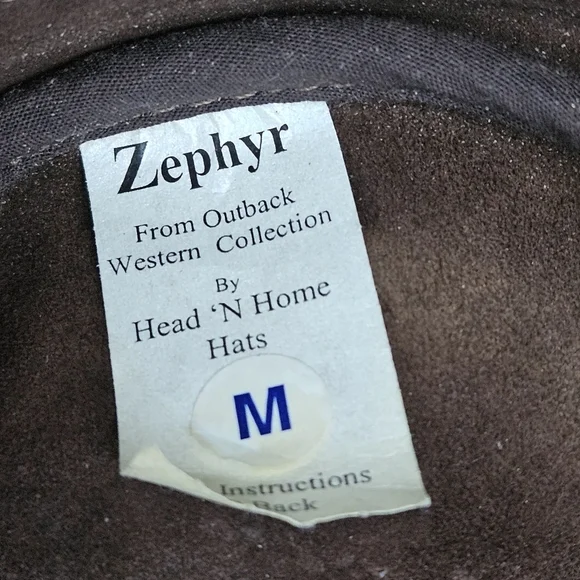 Zephyr
From Outback
Western Collection
By
Head ‘N Home
Hats
M
Instructions
Back